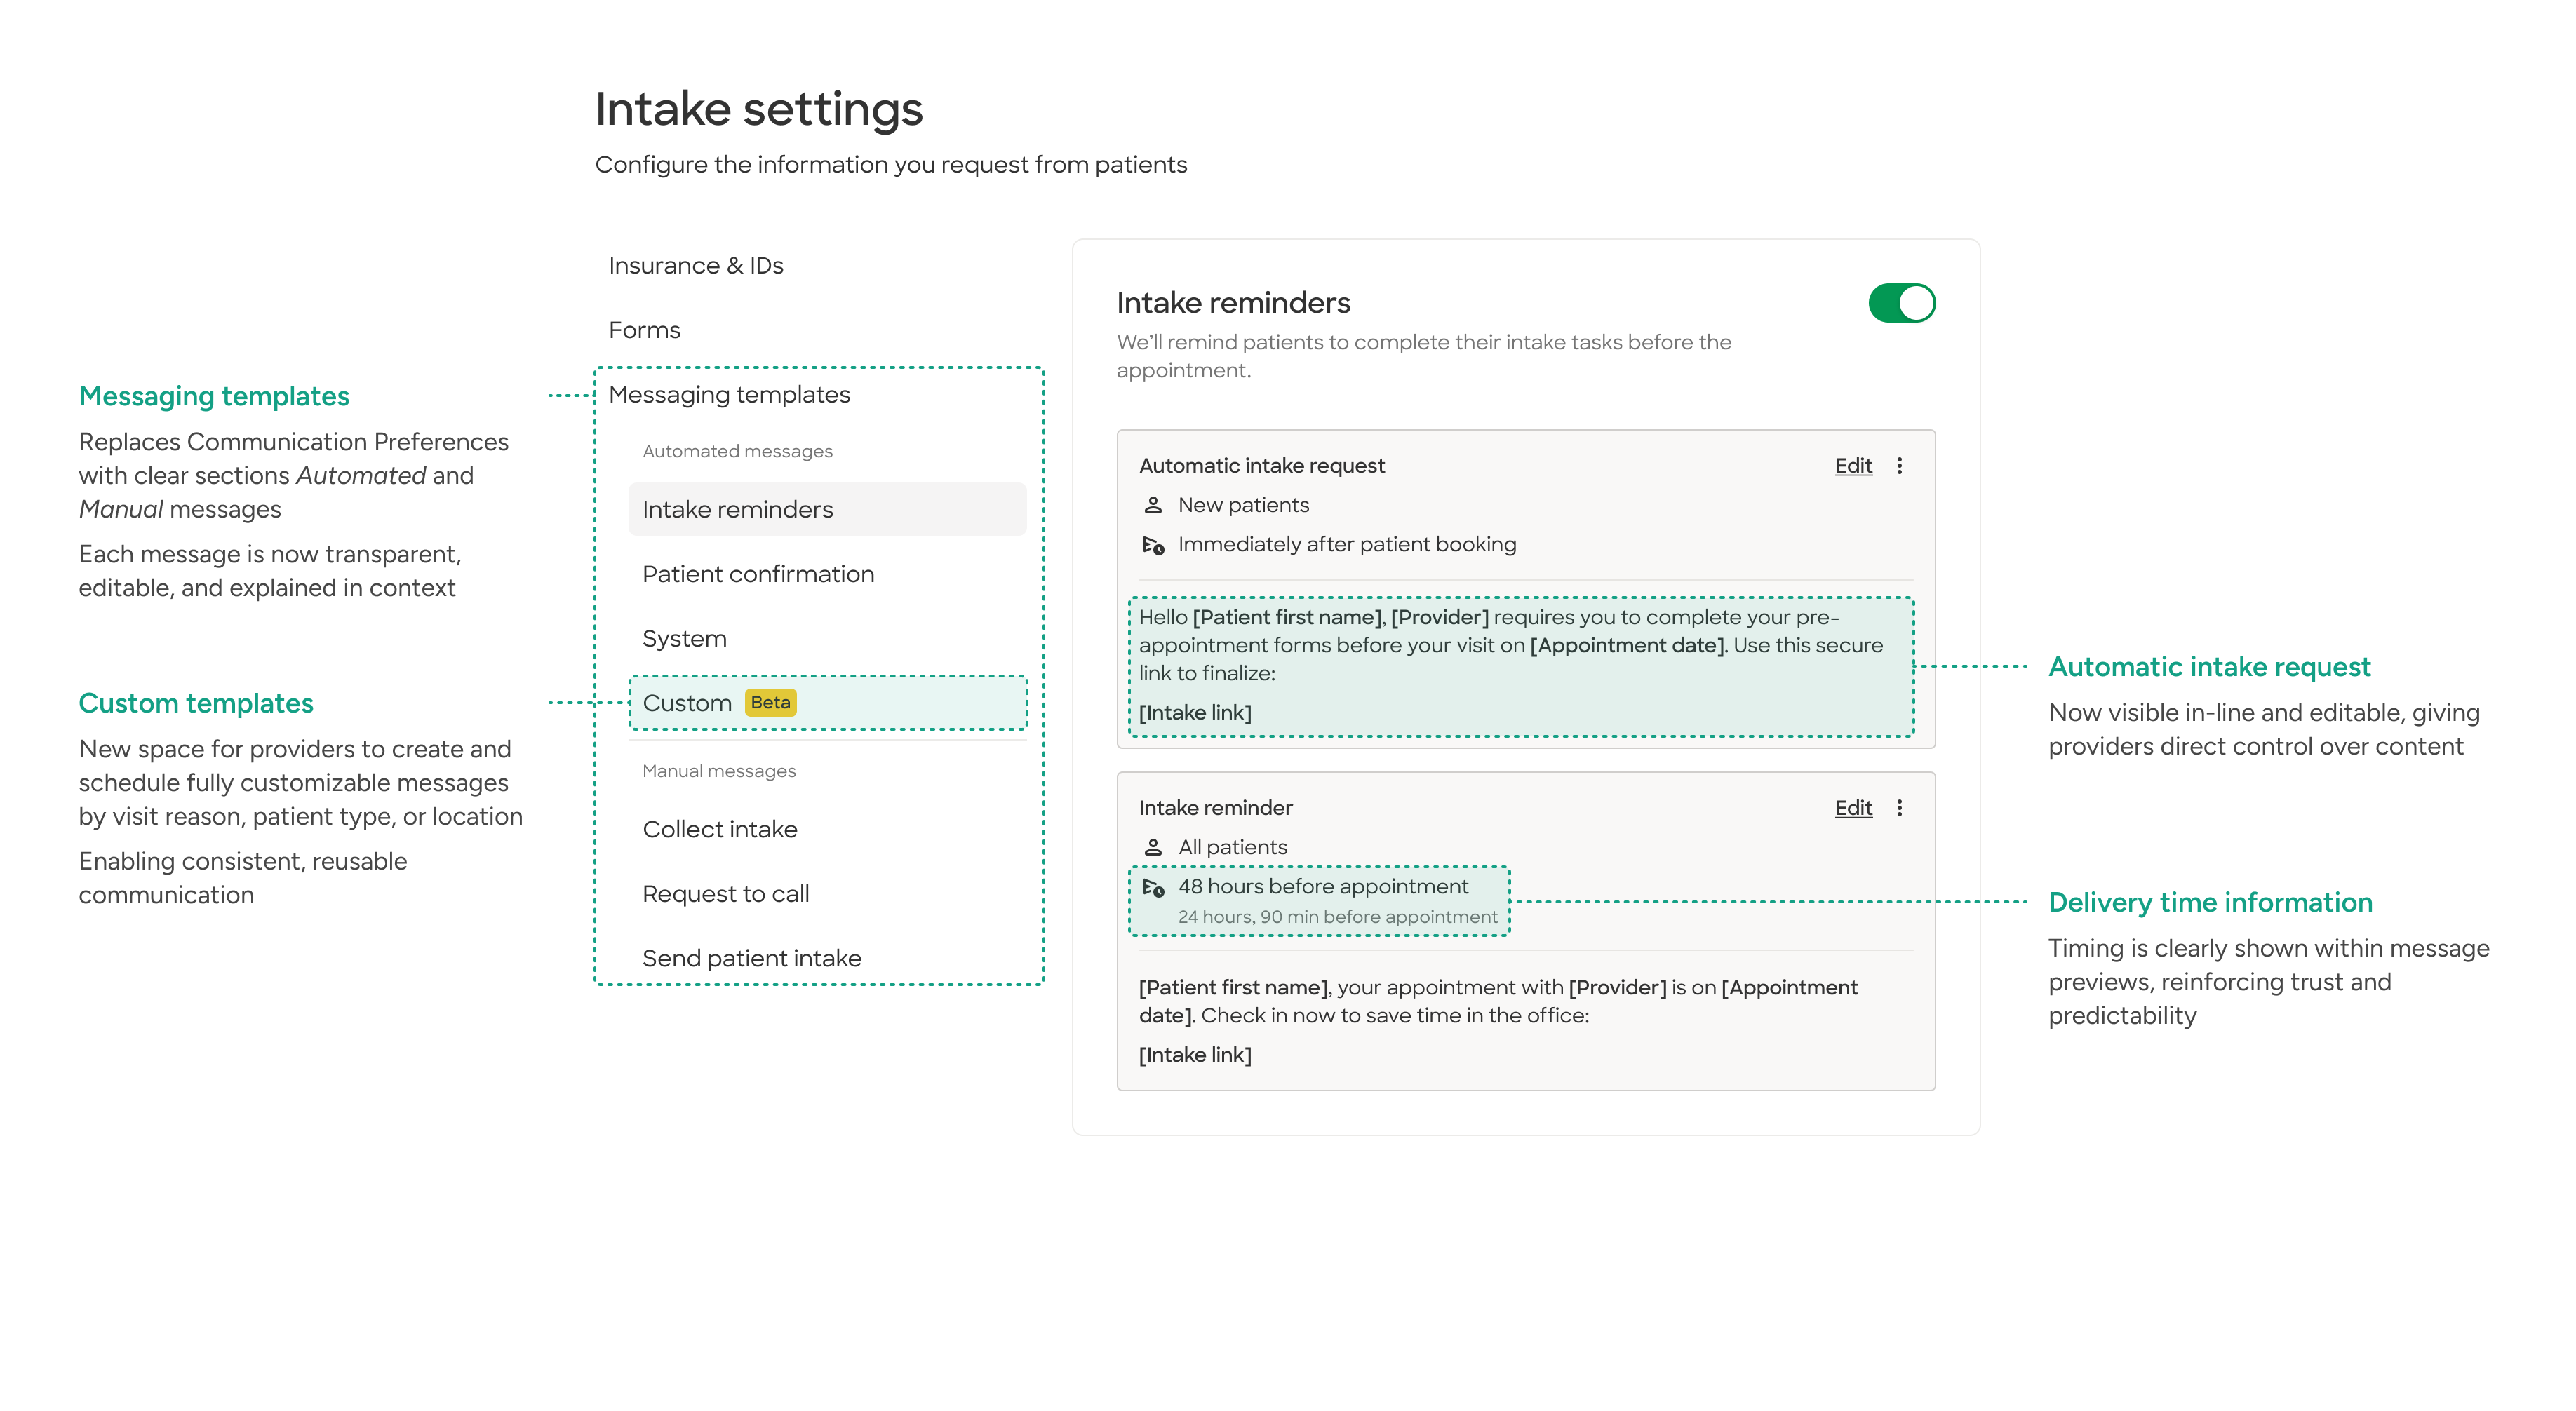 Intake settings
Configure the information you request from patients
Messaging templates
Replaces Communication Preferences
with clear sections Automated and
Manual messages
Each message is now transparent,
editable, and explained in context
Custom templates
New space for providers to create and
schedule fully customizable messages
by visit reason, patient type, or location
Enabling consistent, reusable
communication
Insurance & IDs
Forms
Messaging templates
Automated messages
Intake reminders
Patient confirmation
System
Custom Beta
Manual messages
Collect intake
Request to call
Send patient intake
Intake reminders
We'll remind patients to complete their intake tasks before the
appointment.
Automatic intake request Edit
New patients
Immediately after patient booking
Hello [Patient first name], [Provider] requires you to complete your pre-
appointment forms before your visit on [Appointment date]. Use this secure
link to finalize:
[Intake link]
Intake reminder Edit
All patients
48 hours before appointment
24 hours, 90 min before appointment
[Patient first name], your appointment with [Provider] is on [Appointment
date]. Check in now to save time in the office:
[Intake link]
Automatic intake request
Now visible in-line and editable, giving
providers direct control over content
Delivery time information
Timing is clearly shown within message
previews, reinforcing trust and
predictability